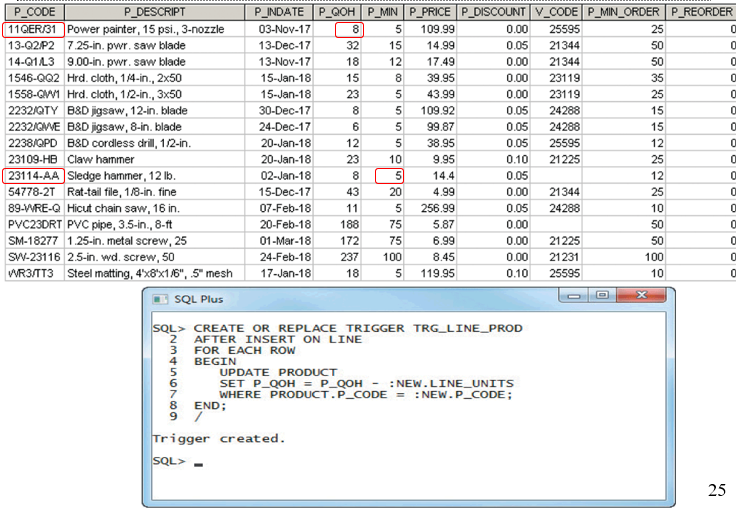 P_CODE P_DESCRIPT P_INDATE P_QOH P_MIN P_PRICE P_DISCOUNT V_CODE P_MIN_ORDER P_REORDER
11QER/31 Power painter, 15 psi., 3-nozzle 03-Nov-17 8 5 109.99 0.00 25595 25 0
13-Q2/P2 7.25-in. pwr. saw blade 13-Dec-17 32 15 14.99 0.05 21344 50 0
14-Q1/L3 9.00-in. pwr. saw blade 13-Nov-17 18 12 17.49 0.00 21344 50 0
1546-QQ2 Hrd. cloth, 1/4-in., 2x50 15-Jan-18 15 8 39.95 0.00 23119 35 0
1558-QW1 Hrd. cloth, 1/2-in., 3x50 15-Jan-18 23 5 43.99 0.00 23119 25 0
2232/QTY B&D jigsaw, 12-in. blade 30-Dec-17 8 5 109.92 0.05 24288 15 0
2232/QWE B&D jigsaw, 8-in. blade 24-Dec-17 6 5 99.87 0.05 24288 15 0
2238/QPD B&D cordless drill, 1/2-in. 20-Jan-18 12 5 38.95 0.05 25595 12 0
23109-HB Claw hammer 20-Jan-18 23 10 9.95 0.10 21225 25 0
23114-AA Sledge hammer, 12 lb. 02-Jan-18 8 5 14.4 0.05 12 0
54778-2T Rat-tail file, 1/8-in. fine 15-Dec-17 43 20 4.99 0.00 21344 25 0
89-WRE-Q Hicut chain saw, 16 in. 07-Feb-18 11 5 256.99 0.05 24288 10 0
PVC23DRT PVC pipe, 3.5-in., 8-ft 20-Feb-18 188 75 5.87 0.00 50 0
SM-18277 1.25-in. metal screw, 25 01-Mar-18 172 75 6.99 0.00 21225 50 0
SW-23116 2.5-in. wd. screw, 50 24-Feb-18 237 100 8.45 0.00 21231 100 0
WR3/TT3 Steel matting, 4'x8'x1/6", .5" mesh 17-Jan-18 18 5 119.95 0.10 25595 10 0
SQL Plus
SQL> CREATE OR REPLACE TRIGGER TRG_LINE_PROD
2 AFTER INSERT ON LINE
3 FOR EACH ROW
4 BEGIN
5 UPDATE PRODUCT
6 SET P_QOH = P_QOH - :NEW.LINE_UNITS
7 WHERE PRODUCT.P_CODE = :NEW.P_CODE;
8 END;
9 /
Trigger created.
SQL> _
25